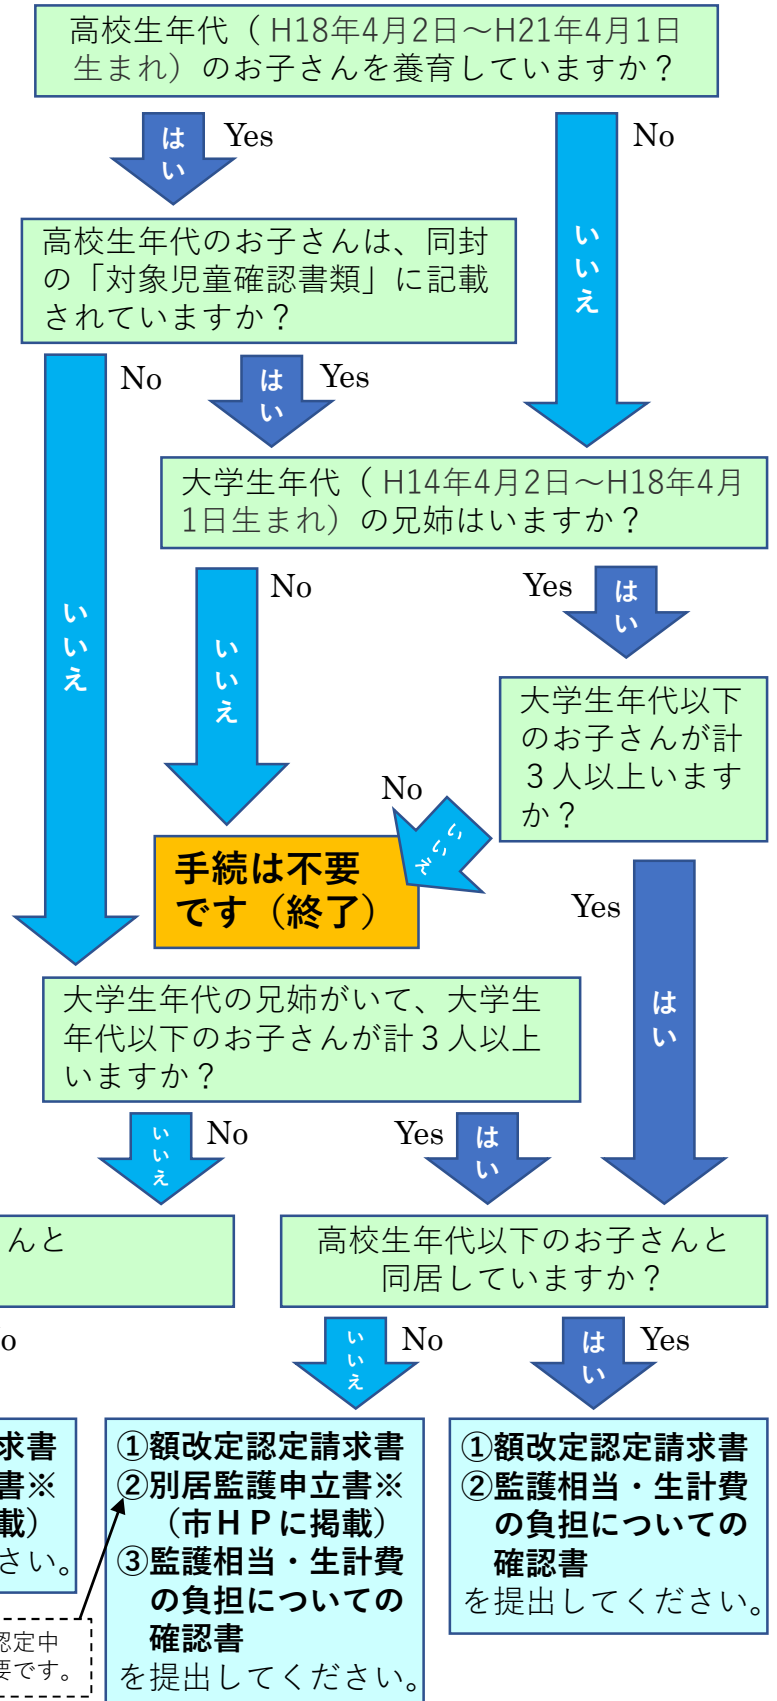 高校生年代（ H18年4月2日～H21年4月1日
生まれ）のお子さんを養育していますか？
はい
Yes
No
いいえ
高校生年代のお子さんは、同封
の「対象児童確認書類」に記載
されていますか？
No
はい
Yes
いいえ
大学生年代（ H14年4月2日～H18年4月
1日生まれ）の兄姉はいますか？
No
いいえ
Yes
はい
大学生年代以下
のお子さんが計
３人以上います
か？
No
いいえ
手続は不要
です（終了）
Yes
はい
大学生年代の兄姉がいて、大学生
年代以下のお子さんが計３人以上
いますか？
いいえ
No
Yes
はい
んと
高校生年代以下のお子さんと
同居していますか？
いいえ
No
はい
Yes
求書
書※
載）
さい。
①額改定認定請求書
②別居監護申立書※
（市ＨＰに掲載）
③監護相当・生計費
の負担についての
確認書
を提出してください。
①額改定認定請求書
②監護相当・生計費
の負担についての
確認書
を提出してください。
認定中
要です。